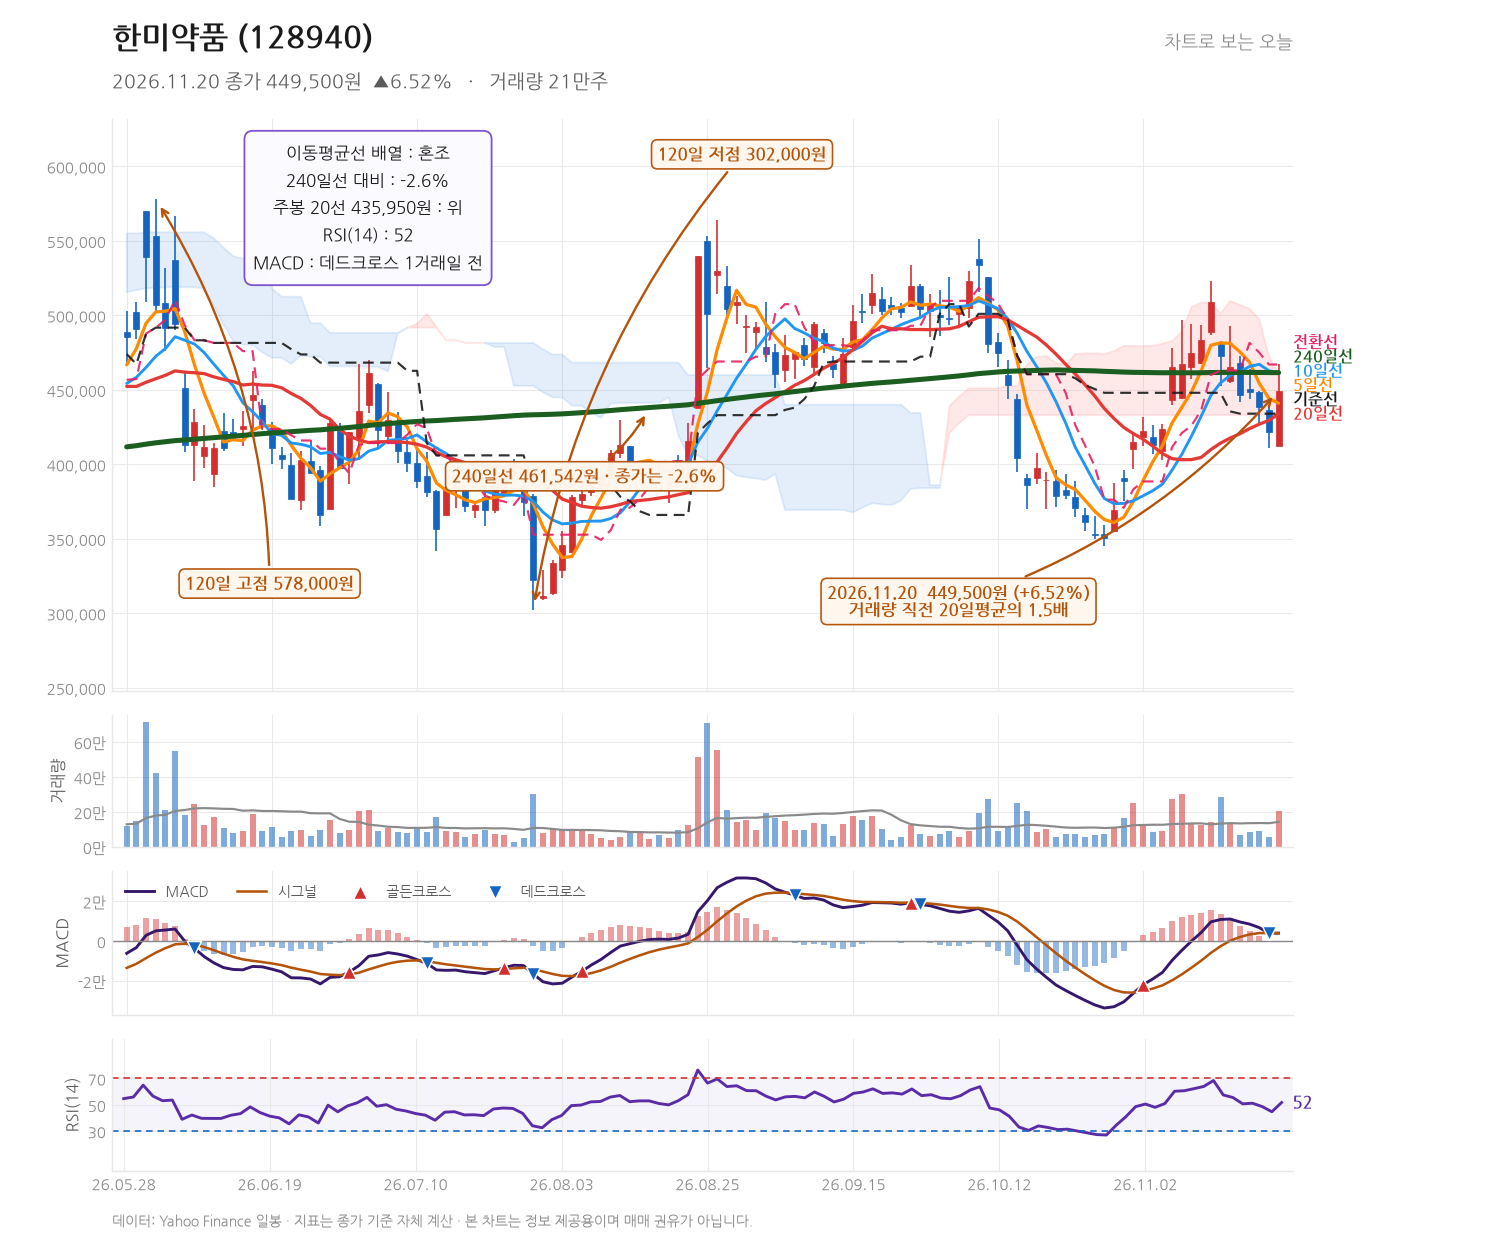 한미약품 (128940)
차트로 보는 오늘
2026.11.20 종가 449,500원 ▲6.52% · 거래량 21만주
이동평균선 배열 : 혼조
240일선 대비 : -2.6%
주봉 20선 435,950원 : 위
RSI(14) : 52
MACD : 데드크로스 1거래일 전
120일 저점 302,000원
240일선 461,542원 · 종가는 -2.6%
120일 고점 578,000원
2026.11.20 449,500원 (+6.52%)
거래량 직전 20일평균의 1.5배
600,000
550,000
500,000
450,000
400,000
350,000
300,000
250,000
전환선
240일선
10일선
5일선
기준선
20일선
거래량
60만
40만
20만
0만
MACD
MACD
시그널
골든크로스
데드크로스
2만
0
-2만
RSI(14)
70
50
30
52
26.05.28
26.06.19
26.07.10
26.08.03
26.08.25
26.09.15
26.10.12
26.11.02
데이터: Yahoo Finance 일봉 · 지표는 종가 기준 자체 계산 · 본 차트는 정보 제공용이며 매매 권유가 아닙니다.